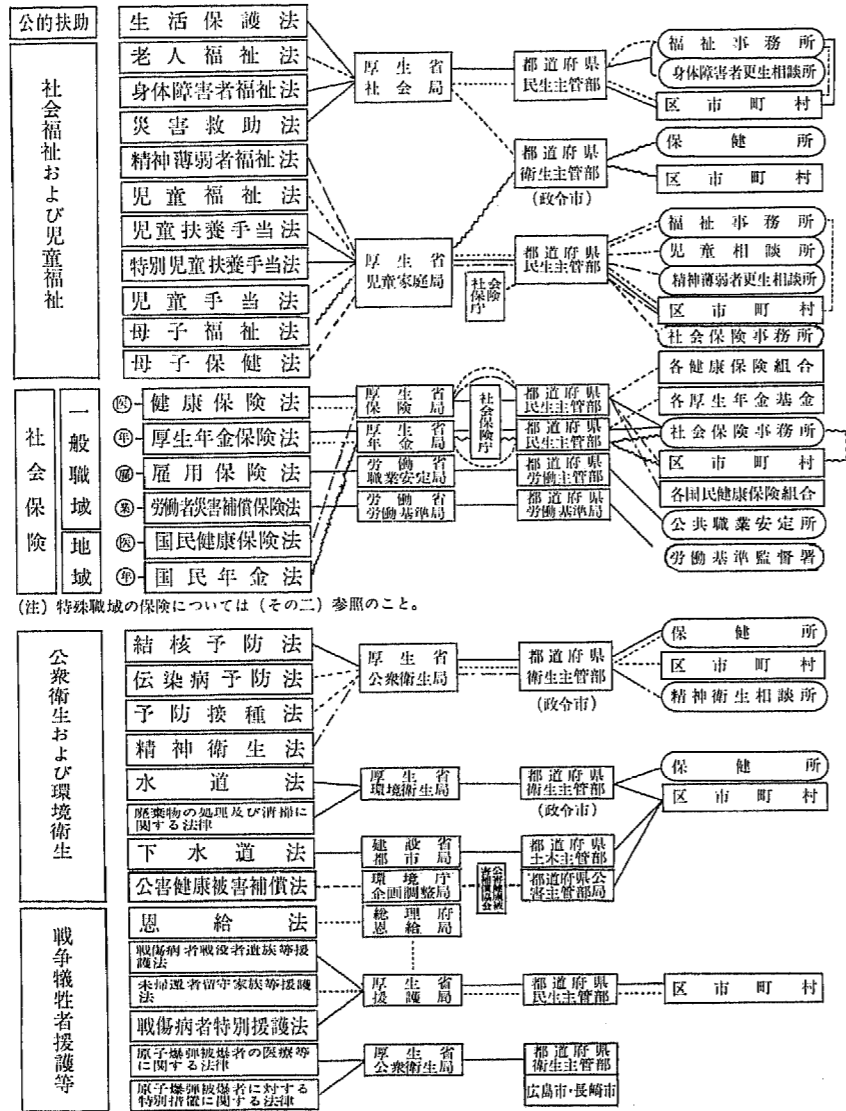 公的扶助
生活保護法
老人福祉法
身体障害者福祉法
災害救助法
厚生省
社会局
都道府県
民生主管部
福祉事務所
身体障害者更生相談所
区市町村
社会福祉および児童福祉
精神薄弱者福祉法
児童福祉法
児童扶養手当法
特別児童扶養手当法
児童手当法
母子福祉法
母子保健法
厚生省
児童家庭局
都道府県
衛生主管部
(政令市)
保健所
区市町村
社会保険庁
都道府県
民生主管部
福祉事務所
児童相談所
精神薄弱者更生相談所
区市町村
社会保険事務所
社会保険
一般職域
地域
医
健康保険法
年
厚生年金保険法
雇
雇用保険法
業
労働者災害補償保険法
医
国民健康保険法
年
国民年金法
厚生省
保険局
厚生省
年金局
労働省
職業安定局
労働省
労働基準局
社会保険庁
都道府県
民生主管部
都道府県
民生主管部
都道府県
労働主管部
都道府県
労働基準局
各健康保険組合
各厚生年金基金
社会保険事務所
区市町村
各国民健康保険組合
公共職業安定所
労働基準監督署
(注) 特殊職域の保険については (その二) 参照のこと。
公衆衛生および環境衛生
結核予防法
伝染病予防法
予防接種法
精神衛生法
水道法
廃棄物の処理及び清掃に
関する法律
下水道法
公害健康被害補償法
厚生省
公衆衛生局
都道府県
衛生主管部
(政令市)
保健所
区市町村
精神衛生相談所
厚生省
環境衛生局
都道府県
衛生主管部
(政令市)
保健所
区市町村
建設省
都市局
都道府県
土木主管部
環境庁
企画調整局
公害健康被
害補償協会
都道府県公
害主管部局
戦争犠牲者援護等
恩給法
戦傷病者戦没者遺族等援
護法
未帰還者留守家族等援護
法
戦傷病者特別援護法
原子爆弾被爆者の医療等
に関する法律
原子爆弾被爆者に対する
特別措置に関する法律
総理府
恩給局
厚生省
援護局
都道府県
民生主管部
区市町村
厚生省
公衆衛生局
都道府県
衛生主管部
広島市・長崎市